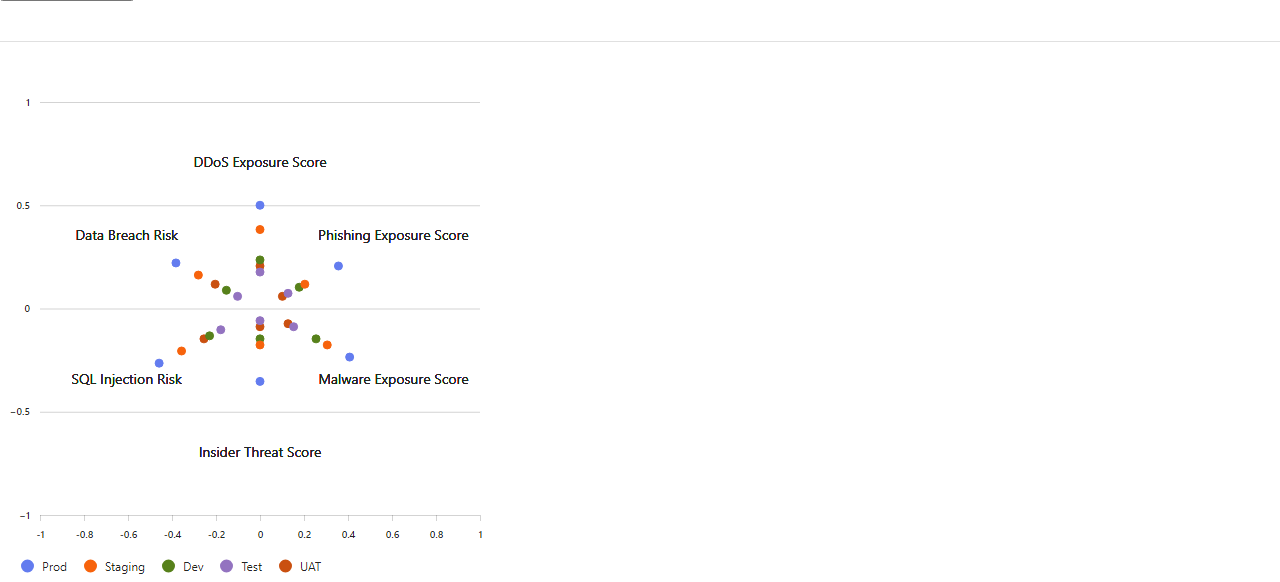 1
DDoS Exposure Score
0.5
Data Breach Risk
Phishing Exposure Score
0
SQL Injection Risk
Malware Exposure Score
−0.5
Insider Threat Score
−1
-1 -0.8 -0.6 -0.4 -0.2 0 0.2 0.4 0.6 0.8 1
Prod Staging Dev Test UAT